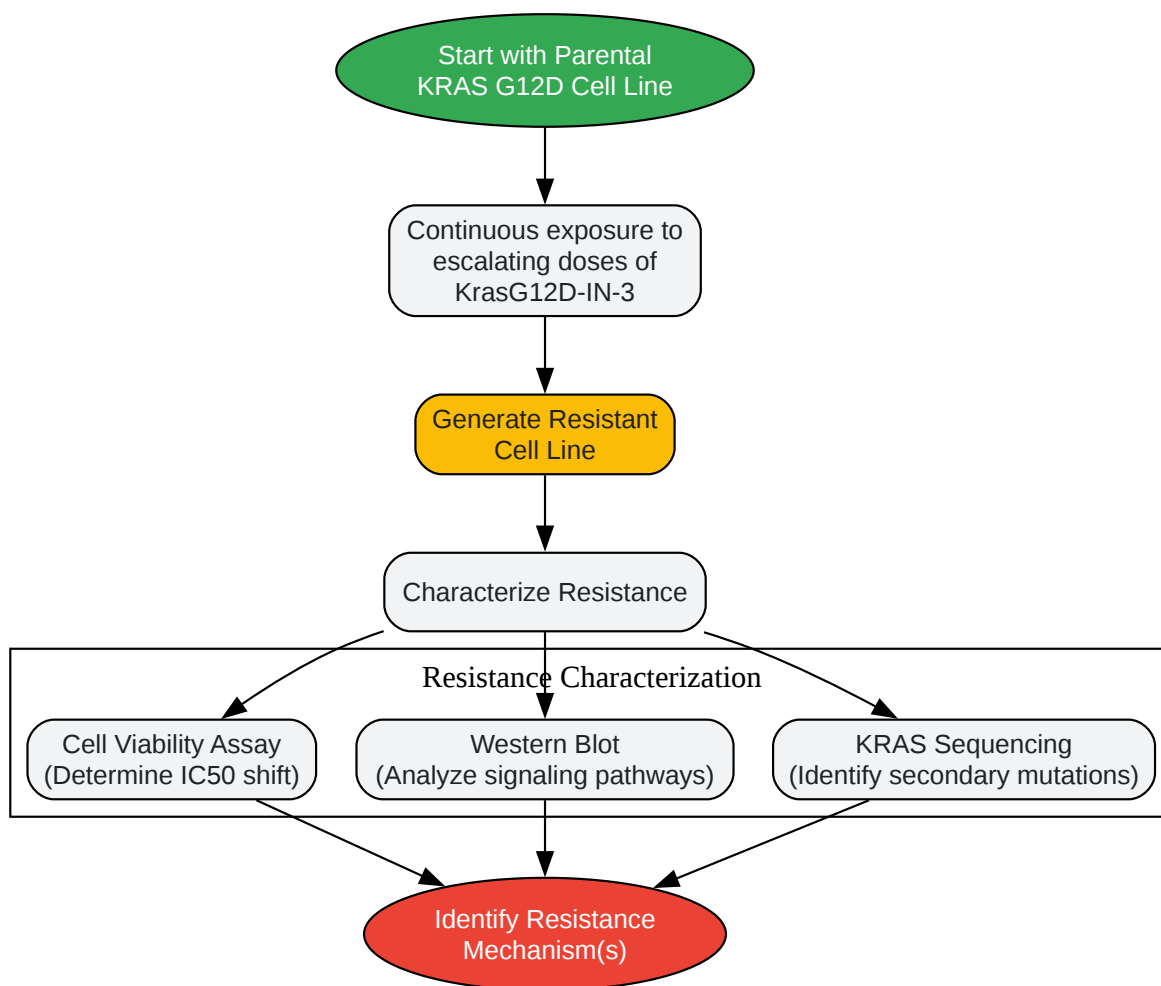 Start with Parental
KRAS G12D Cell Line
Continuous exposure to
escalating doses of
KrasG12D-IN-3
Generate Resistant
Cell Line
Characterize Resistance
Resistance Characterization
Cell Viability Assay
(Determine IC50 shift)
Western Blot
(Analyze signaling pathways)
KRAS Sequencing
(Identify secondary mutations)
Identify Resistance
Mechanism(s)